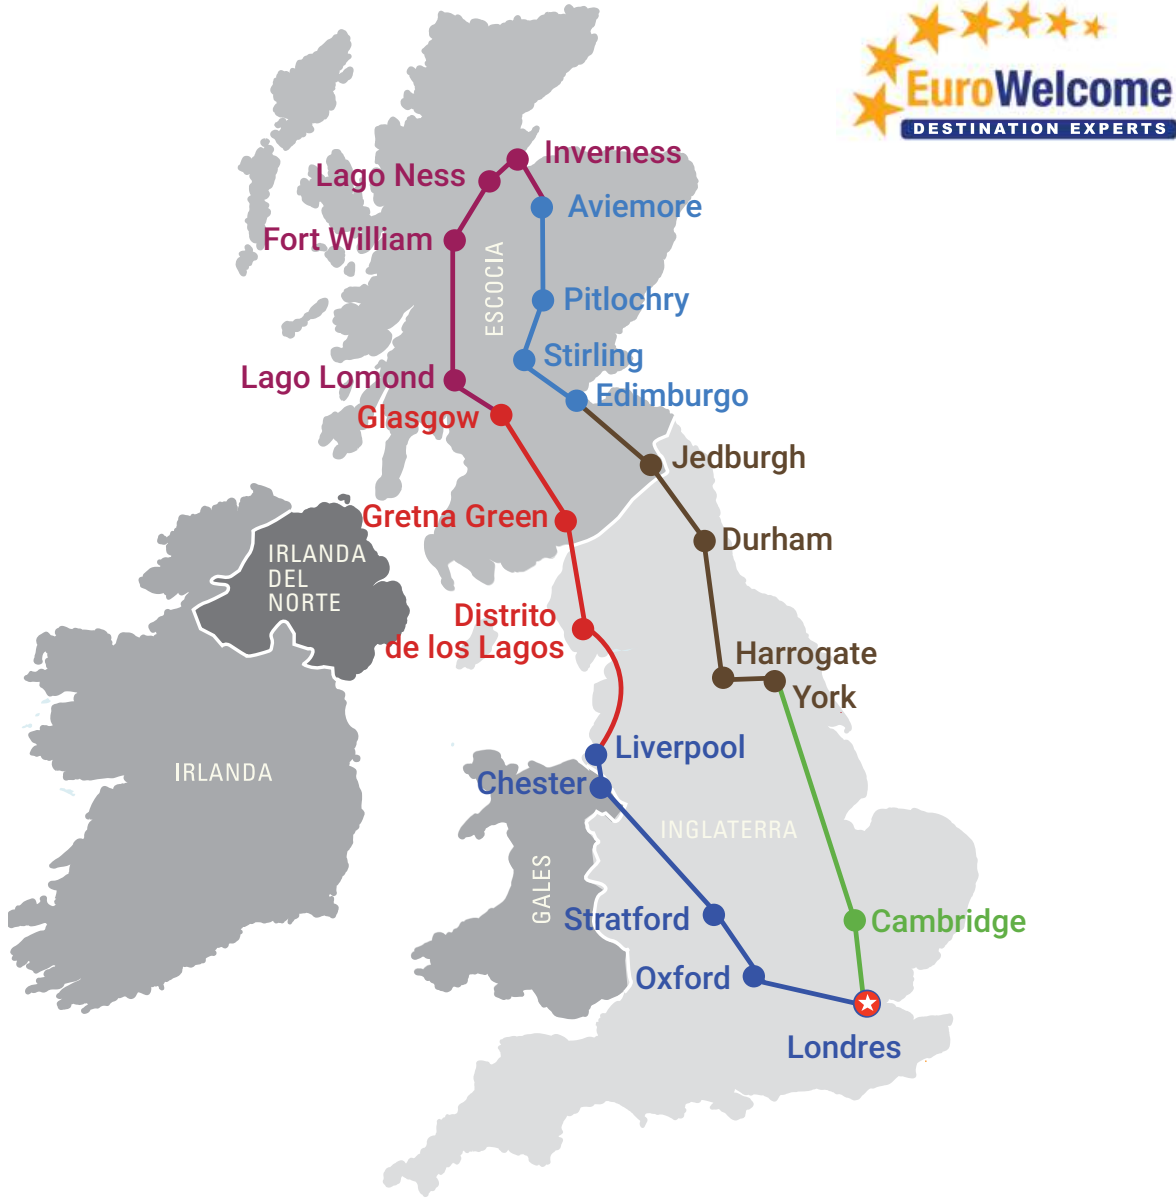 EuroWelcome
DESTINATION EXPERTS
Inverness
Lago Ness
Aviemore
Fort William
ESCOCIA
Pitlochry
Stirling
Lago Lomond
Edimburgo
Glasgow
Jedburgh
Gretna Green
Durham
IRLANDA
DEL
NORTE
Distrito
de los Lagos
Harrogate
York
Liverpool
IRLANDA
Chester
INGLATERRA
GALES
Stratford
Cambridge
Oxford
Londres